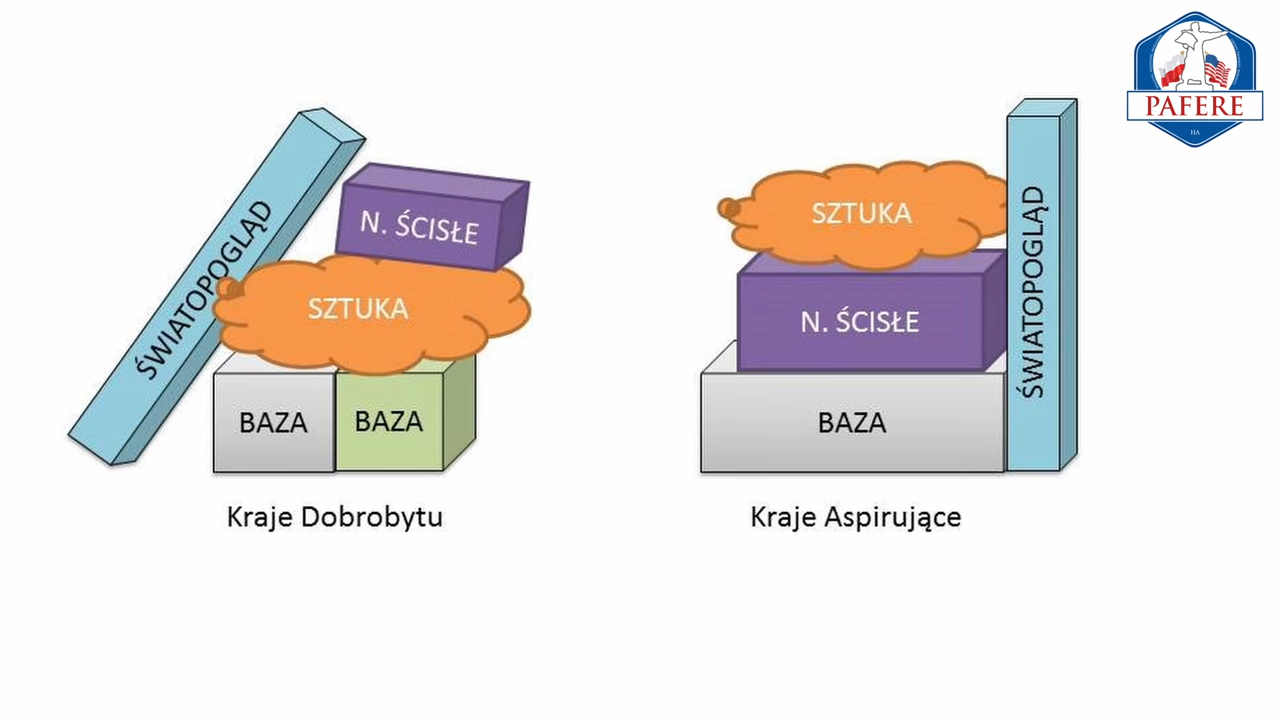 ŚWIATOPOGLĄD
N. ŚCISŁE
SZTUKA
BAZA
BAZA
Kraje Dobrobytu
SZTUKA
N. ŚCISŁE
BAZA
ŚWIATOPOGLĄD
Kraje Aspirujące
PAFERE